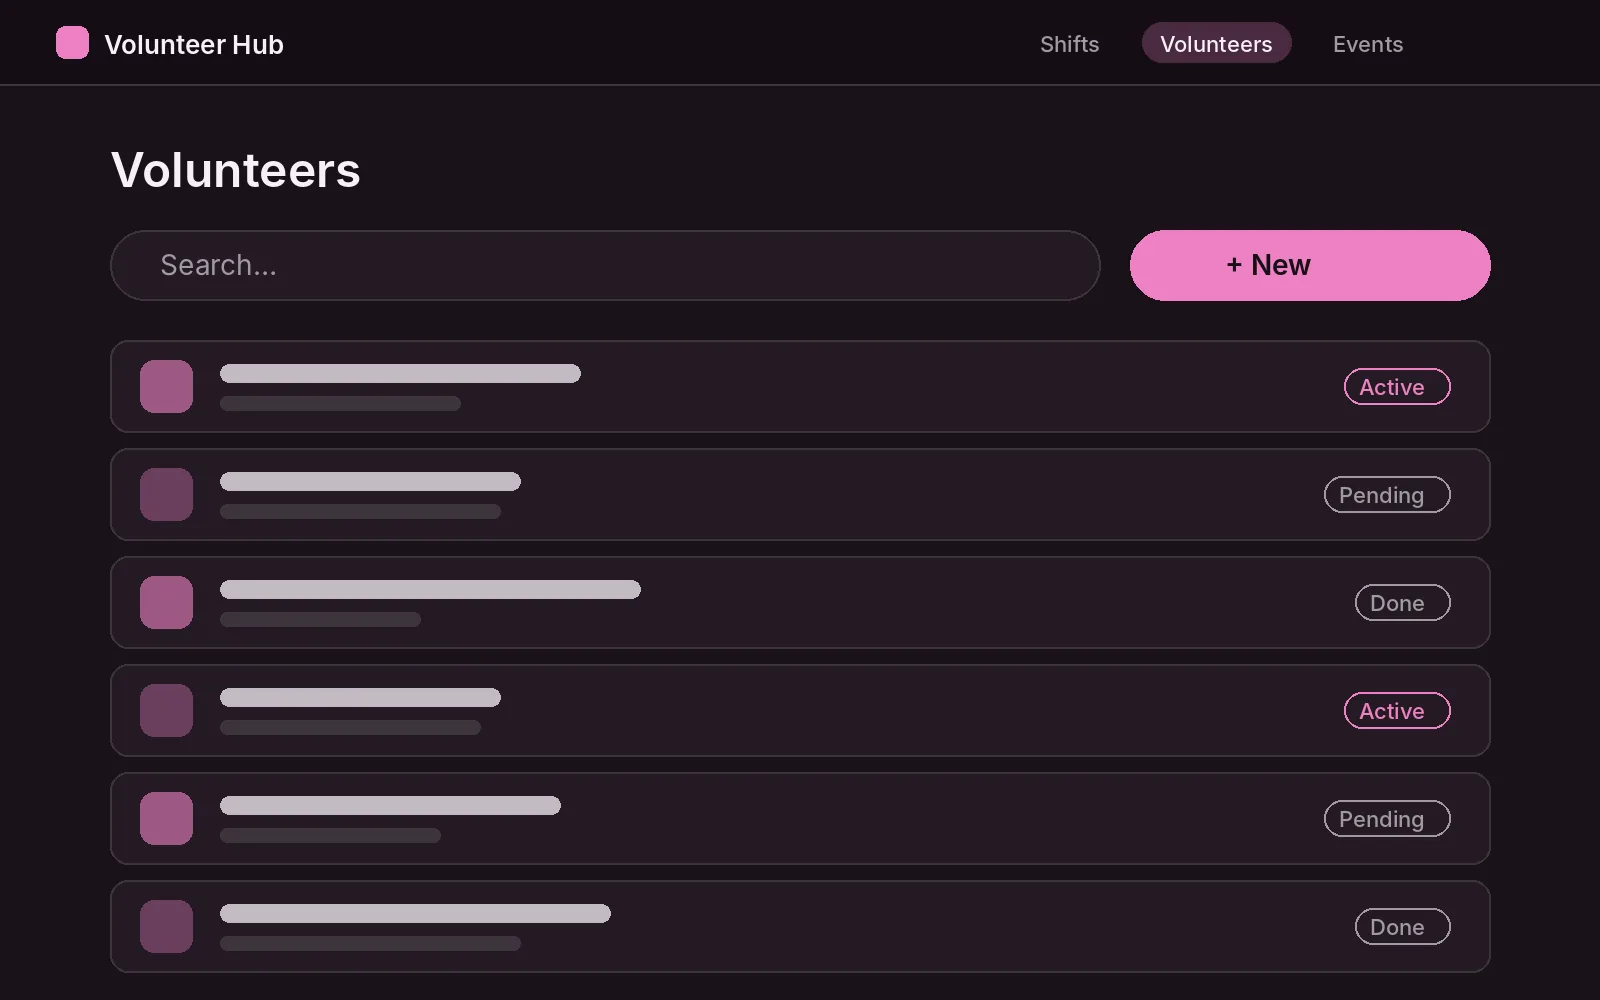 Volunteer Hub
Shifts
Volunteers
Events
Volunteers
Search...
+ New
Active
Pending
Done
Active
Pending
Done